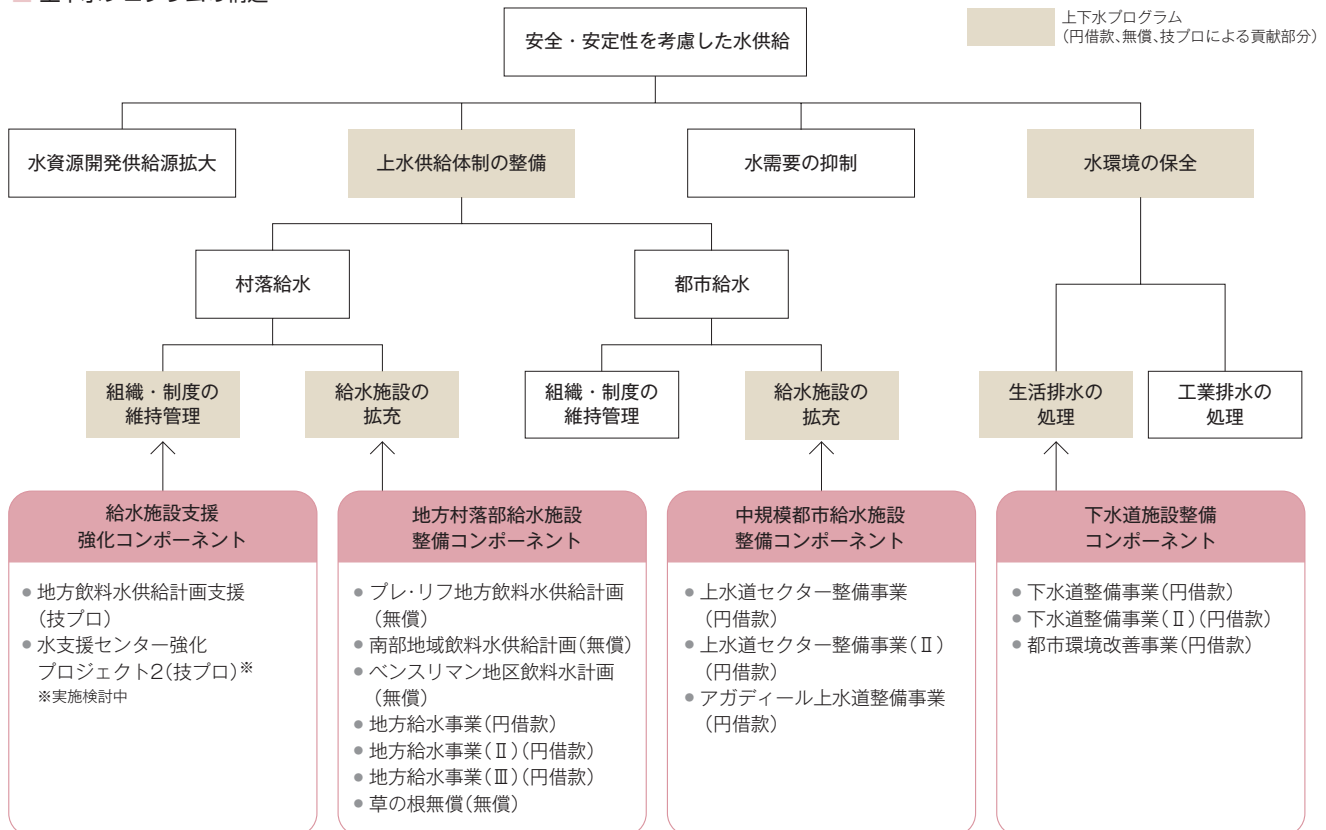 安全・安定性を考慮した水供給
上下水プログラム
(円借款、無償、技プロによる貢献部分)
水資源開発供給源拡大
上水供給体制の整備
水需要の抑制
水環境の保全
村落給水
都市給水
組織・制度の
維持管理
給水施設の
拡充
組織・制度の
維持管理
給水施設の
拡充
生活排水の
処理
工業排水の
処理
給水施設支援
強化コンポーネント
● 地方飲料水供給計画支援
(技プロ)
● 水支援センター強化
プロジェクト2(技プロ)※
※実施検討中
地方村落部給水施設
整備コンポーネント
● プレ・リフ地方飲料水供給計画
(無償)
● 南部地域飲料水供給計画(無償)
● ベンスリマン地区飲料水計画
(無償)
● 地方給水事業(円借款)
● 地方給水事業(Ⅱ)(円借款)
● 地方給水事業(Ⅲ)(円借款)
● 草の根無償(無償)
中規模都市給水施設
整備コンポーネント
● 上水道セクター整備事業
(円借款)
● 上水道セクター整備事業(Ⅱ)
(円借款)
● アガディール上水道整備事業
(円借款)
下水道施設整備
コンポーネント
● 下水道整備事業(円借款)
● 下水道整備事業(Ⅱ)(円借款)
● 都市環境改善事業(円借款)